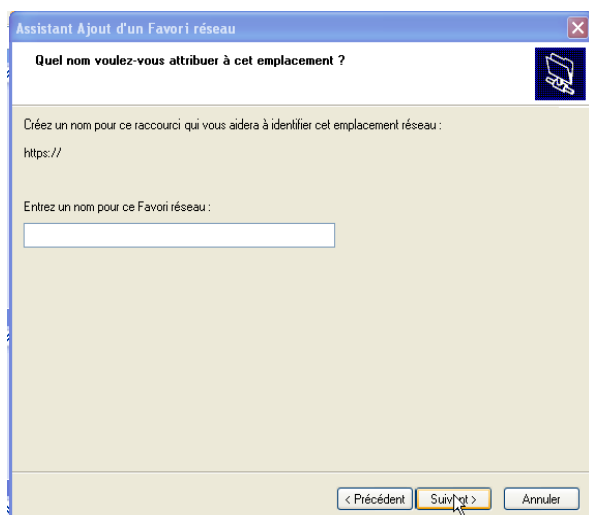 Assistant Ajout d'un Favori réseau
Quel nom voulez-vous attribuer à cet emplacement ?
Créez un nom pour ce raccourci qui vous aidera à identifier cet emplacement réseau :
https://
Entrez un nom pour ce Favori réseau :
< Précédent Suivant > Annuler